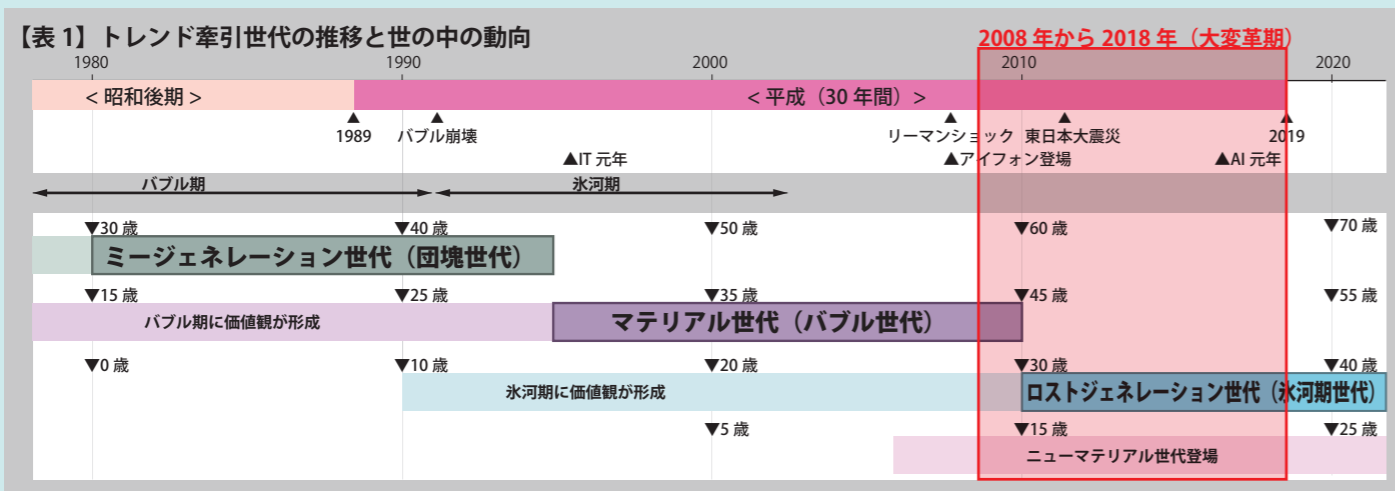 【表 1】トレンド牽引世代の推移と世の中の動向
2008 年から 2018 年（大変革期）
1980 1990 2000 2010 2020
< 昭和後期 > < 平成（30 年間）>
▲ ▲ ▲ ▲ ▲
1989 バブル崩壊 リーマンショック 東日本大震災 2019
▲IT 元年 ▲アイフォン登場 ▲AI 元年
バブル期 氷河期
▼30 歳 ▼40 歳 ▼50 歳 ▼60 歳 ▼70 歳
ミージェネレーション世代（団塊世代）
▼15 歳 ▼25 歳 ▼35 歳 ▼45 歳 ▼55 歳
バブル期に価値観が形成 マテリアル世代（バブル世代）
▼0 歳 ▼10 歳 ▼20 歳 ▼30 歳 ▼40 歳
氷河期に価値観が形成 ロストジェネレーション世代（氷河期世代）
▼5 歳 ▼15 歳 ▼25 歳
ニューマテリアル世代登場